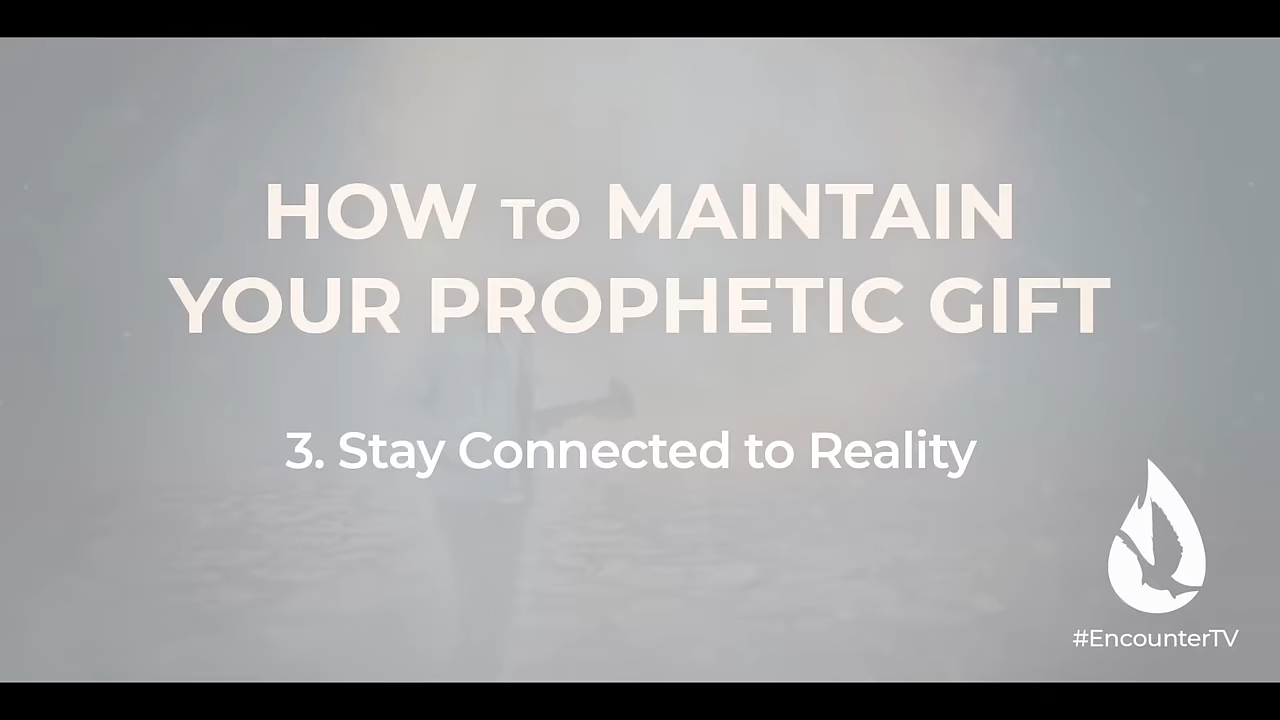 HOW TO MAINTAIN
YOUR PROPHETIC GIFT
3. Stay Connected to Reality
#EncounterTV